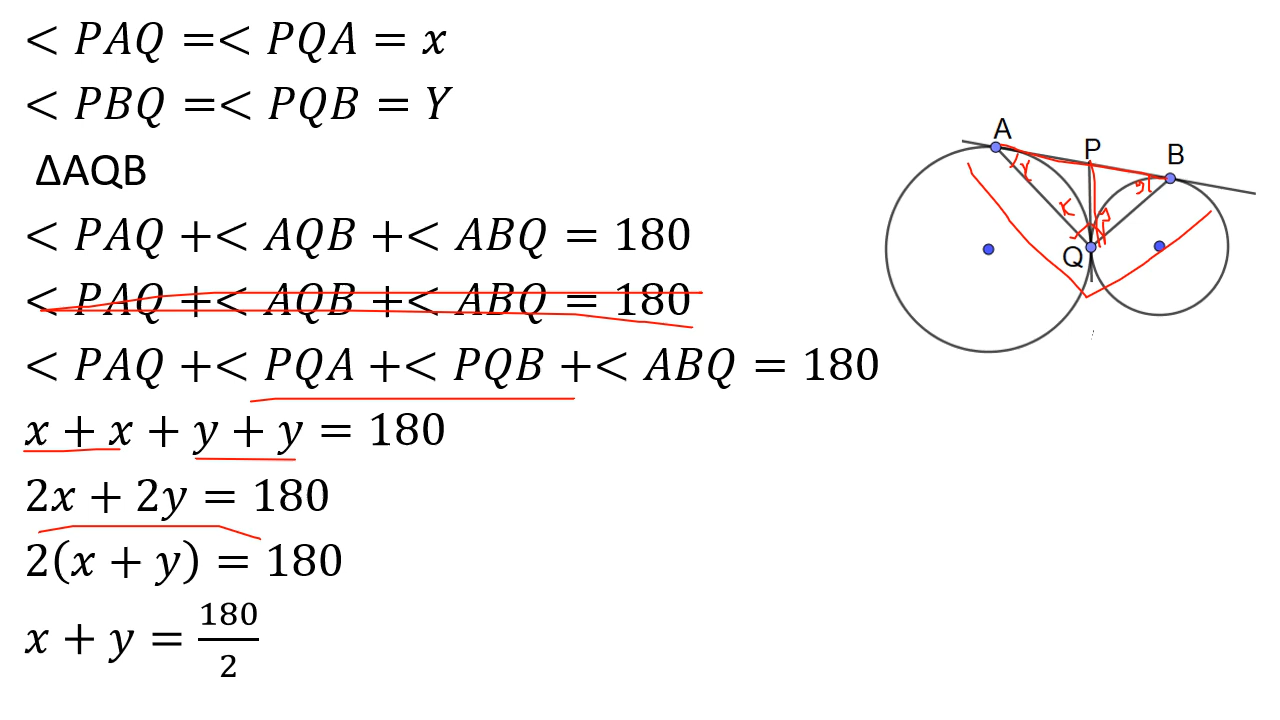 < PAQ =< PQA = x
< PBQ =< PQB = Y
ΔAQB
< PAQ +< AQB +< ABQ = 180
< PAQ +< AQB +< ABQ = 180
< PAQ +< PQA +< PQB +< ABQ = 180
x + x + y + y = 180
2x + 2y = 180
2(x + y) = 180
x + y = 180/2
A
P
B
x
y
x
y
Q